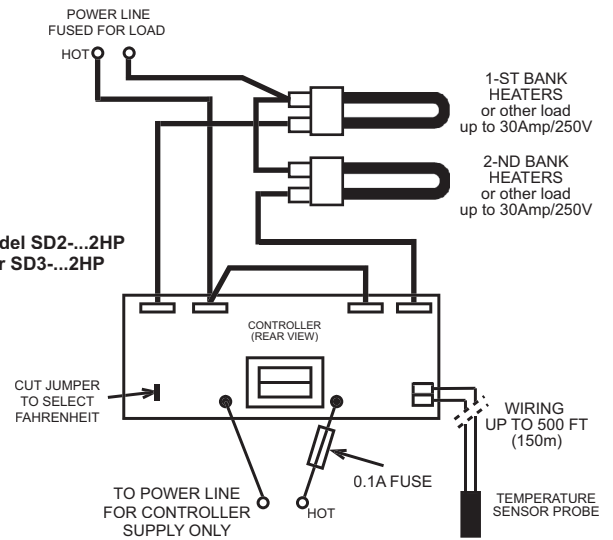 POWER LINE
FUSED FOR LOAD
HOT
1-ST BANK
HEATERS
or other load
up to 30Amp/250V
2-ND BANK
HEATERS
or other load
up to 30Amp/250V
del SD2-...2HP
r SD3-...2HP
CONTROLLER
(REAR VIEW)
CUT JUMPER
TO SELECT
FAHRENHEIT
WIRING
UP TO 500 FT
(150m)
0.1A FUSE
TO POWER LINE
FOR CONTROLLER
SUPPLY ONLY
HOT
TEMPERATURE
SENSOR PROBE